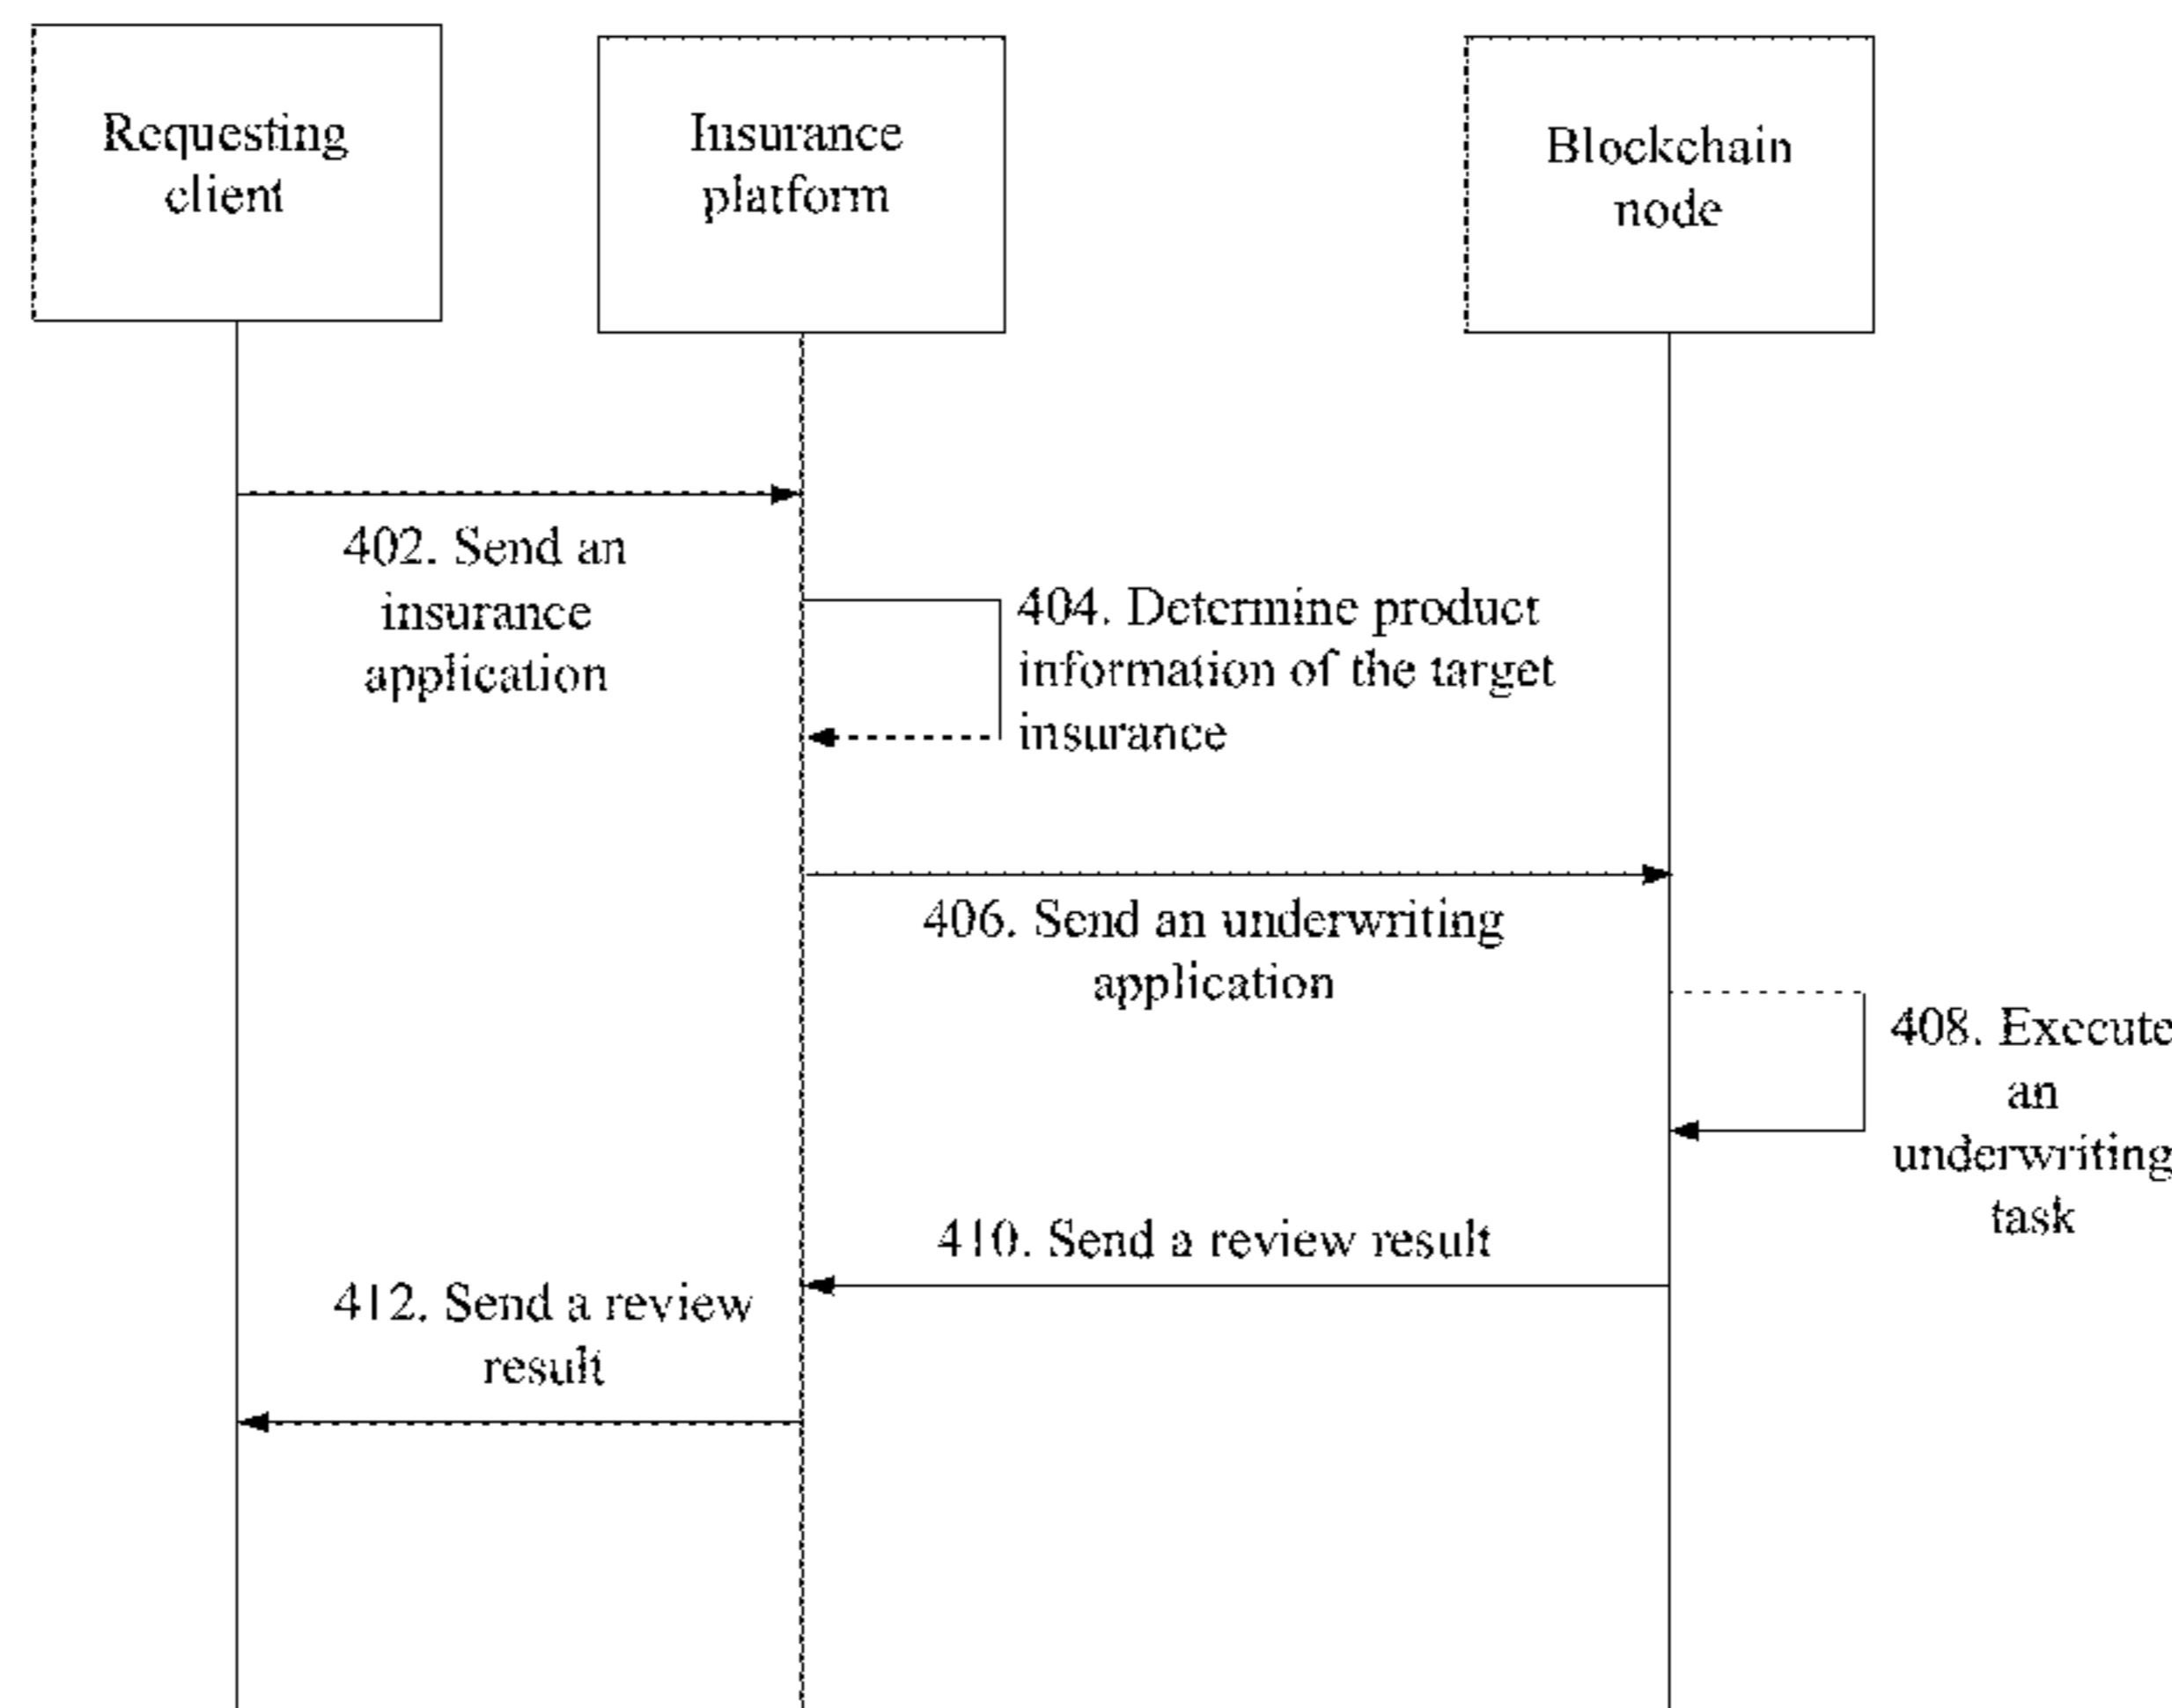 Requesting
client
Insurance
platform
Blockchain
node
402. Send an
insurance
application
404. Determine product
information of the target
insurance
406. Send an underwriting
application
408. Execute
an
underwriting
task
410. Send a review result
412. Send a review
result